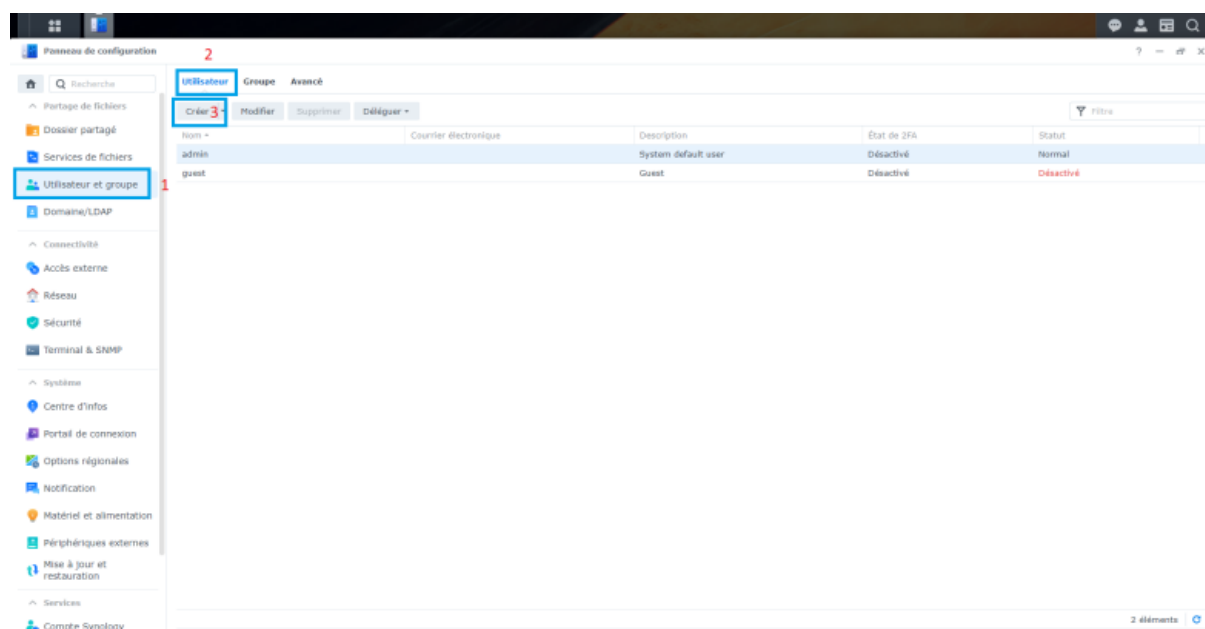 Panneau de configuration
2
? — X
Recherche
Utilisateur Groupe Avancé
Partage de fichiers
Créer 3 Modifier Supprimer Déléguer
Filtre
Dossier partagé
Nom Courrier électronique Description État de 2FA Statut
admin System default user Désactivé Normal
Services de fichiers
guest Guest Désactivé Désactivé
Utilisateur et groupe 1
Domaine/LDAP
Connectivité
Accès externe
Réseau
Sécurité
Terminal & SNMP
Système
Centre d'infos
Portail de connexion
Options régionales
Notification
Matériel et alimentation
Périphériques externes
Mise à jour et
restauration
Services
Compte Synology
2 éléments